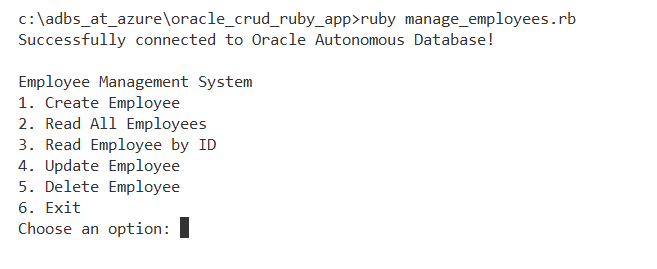 c:\adbs_at_azure\oracle_crud_ruby_app>ruby manage_employees.rb
Successfully connected to Oracle Autonomous Database!
Employee Management System
1. Create Employee
2. Read All Employees
3. Read Employee by ID
4. Update Employee
5. Delete Employee
6. Exit
Choose an option: